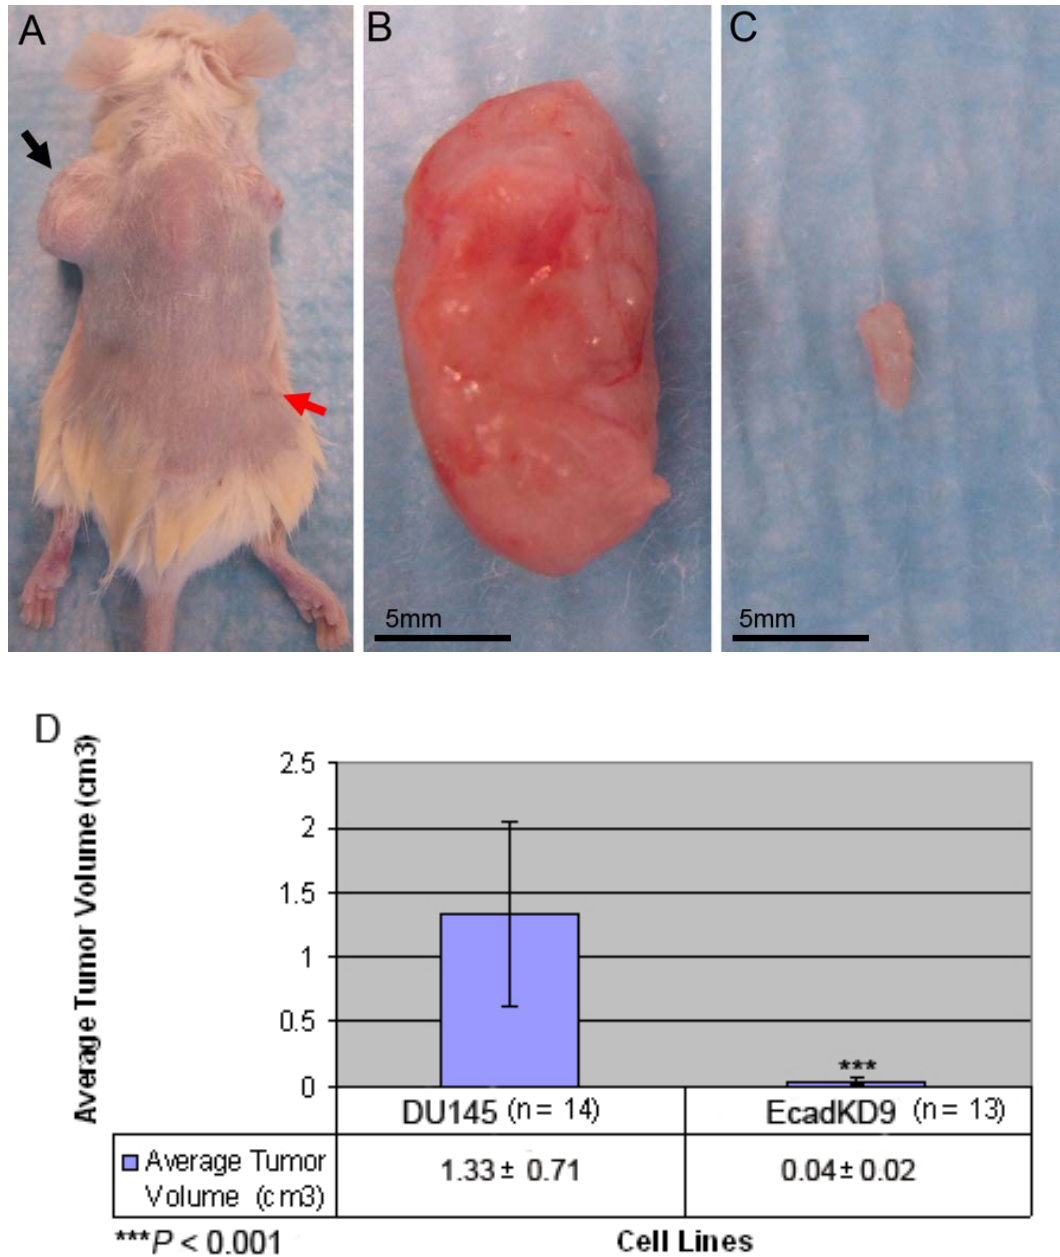 A
B
C
5mm
5mm
D
Average Tumor Volume (cm3)
2.5
2
1.5
1
0.5
0
***
DU145 (n = 14)
EcadKD9 (n = 13)
Average Tumor
Volume (cm3)
1.33 ± 0.71
0.04 ± 0.02
***P < 0.001
Cell Lines